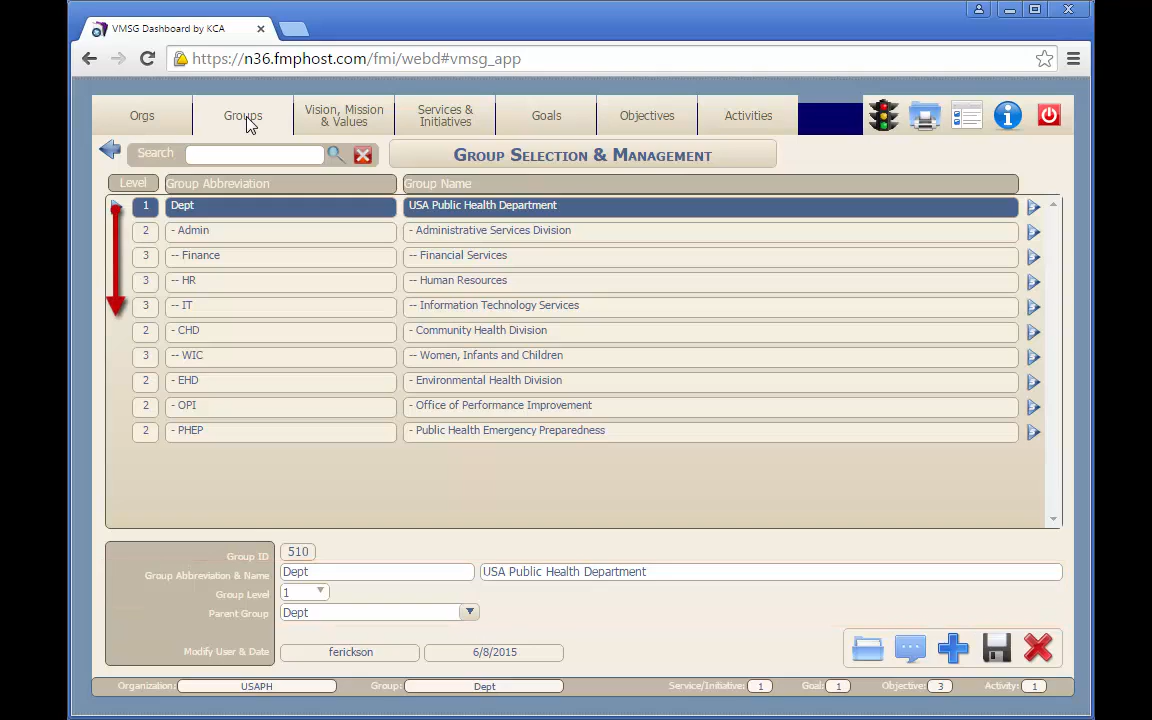 VMSG Dashboard by KCA
https://n36.fmphost.com/fmi/webd#vmsg_app
Orgs
Groups
Vision, Mission
& Values
Services &
Initiatives
Goals
Objectives
Activities
Search
GROUP SELECTION & MANAGEMENT
Level Group Abbreviation Group Name
1 Dept USA Public Health Department
2 - Admin - Administrative Services Division
3 -- Finance -- Financial Services
3 -- HR -- Human Resources
3 -- IT -- Information Technology Services
2 - CHD - Community Health Division
3 -- WIC -- Women, Infants and Children
2 - EHD - Environmental Health Division
2 - OPI - Office of Performance Improvement
2 - PHEP - Public Health Emergency Preparedness
Group ID 510
Group Abbreviation & Name Dept USA Public Health Department
Group Level 1
Parent Group Dept
Modify User & Date ferickson 6/8/2015
Organization: USAPH Group: Dept Service/Initiative: 1 Goal: 1 Objective: 3 Activity: 1